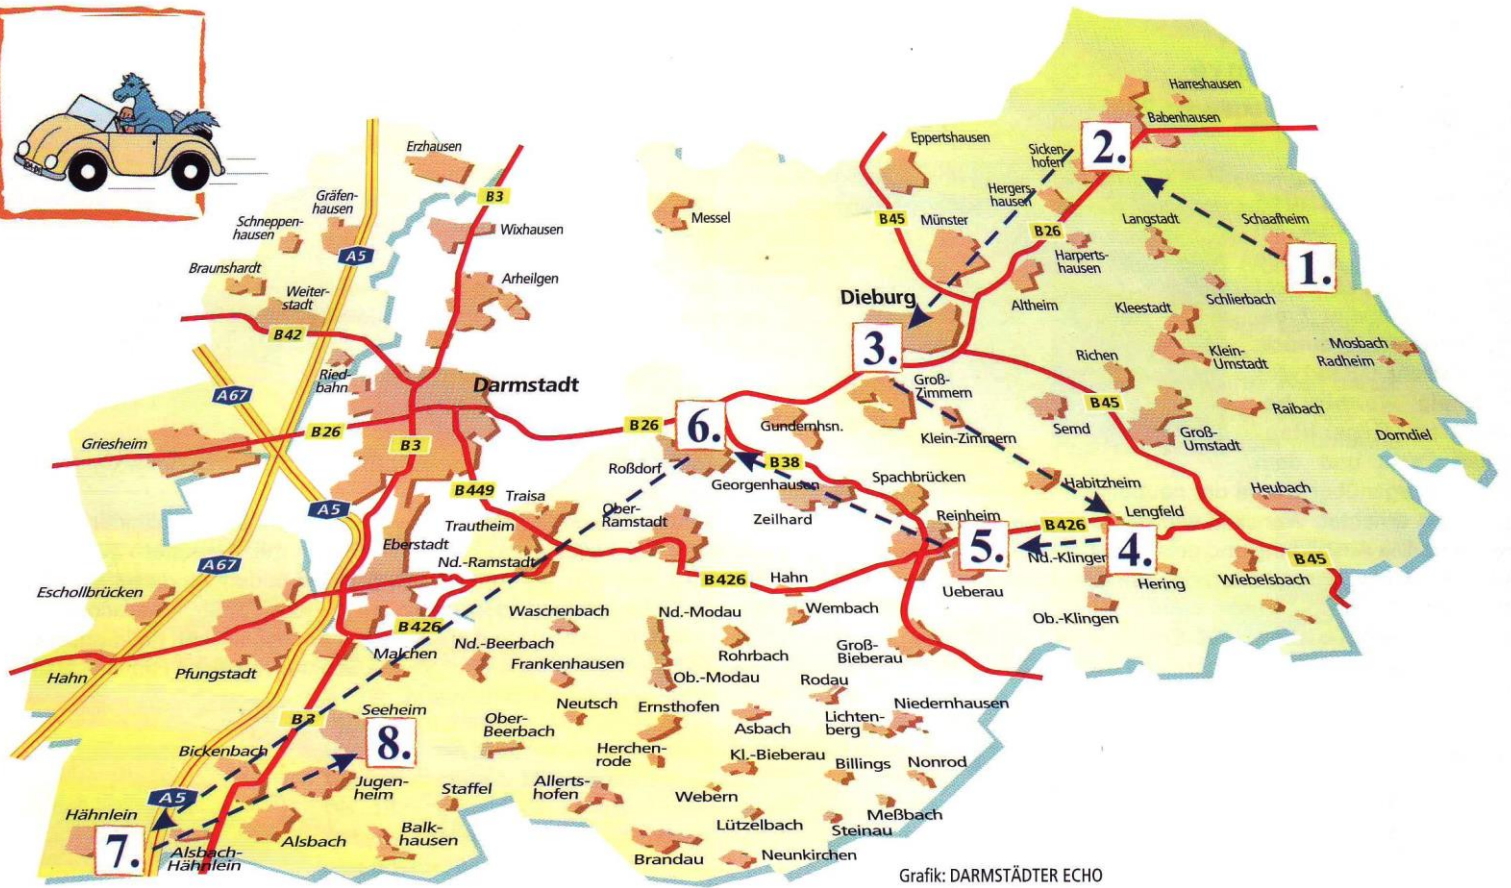 Harreshausen
Babenhausen
Eppertshausen
Sicken-
hofen
2.
Erzhausen
B3
Gräfen-
hausen
Schneppen-
hausen
Wixhausen
Messel
B45
Hergers-
hausen
Münster
B26
Langstadt
Schaafheim
1.
A5
Braunshardt
Weiter-
stadt
Arheilgen
Harperts-
hausen
Altheim
Schlierbach
Kleestadt
Dieburg
3.
B42
Ried-
bahn
Darmstadt
Richen
Klein-
Umstadt
Mosbach
Radheim
A67
Groß-
Zimmern
B45
Raibach
B26
B3
B26
6.
Gundernhsn.
Klein-Zimmern
Semd
Groß-
Umstadt
Dorndiel
Griesheim
Roßdorf
B38
Georgenhausen
Spachbrücken
Habitzheim
Heubach
B449
Traisa
A5
Trautheim
Ober-
Ramstadt
Zeilhard
Reinheim
B426
Lengfeld
Eberstadt
Nd.-Ramstadt
5.
4.
Nd.-Klingen
B45
A67
B426
Hahn
Ueberau
Hering
Wiebelsbach
Eschollbrücken
Waschenbach
Nd.-Modau
Wembach
Ob.-Klingen
B426
Malchen
Nd.-Beerbach
Frankenhausen
Rohrbach
Groß-
Bieberau
Hahn
Pfungstadt
Ob.-Modau
Rodau
B3
Seeheim
Ober-
Beerbach
Neutsch
Ernsthofen
Asbach
Lichten-
berg
Niedernhausen
8.
Bickenbach
Herchen-
rode
Kl.-Bieberau
Billings
Nonrod
Jugen-
heim
Staffel
Allerts-
hofen
Webern
A5
Hähnlein
7.
Alsbach-
Hähnlein
Alsbach
Balk-
hausen
Lützelbach
Steinau
Meßbach
Brandau
Neunkirchen
Grafik: DARMSTÄDTER ECHO